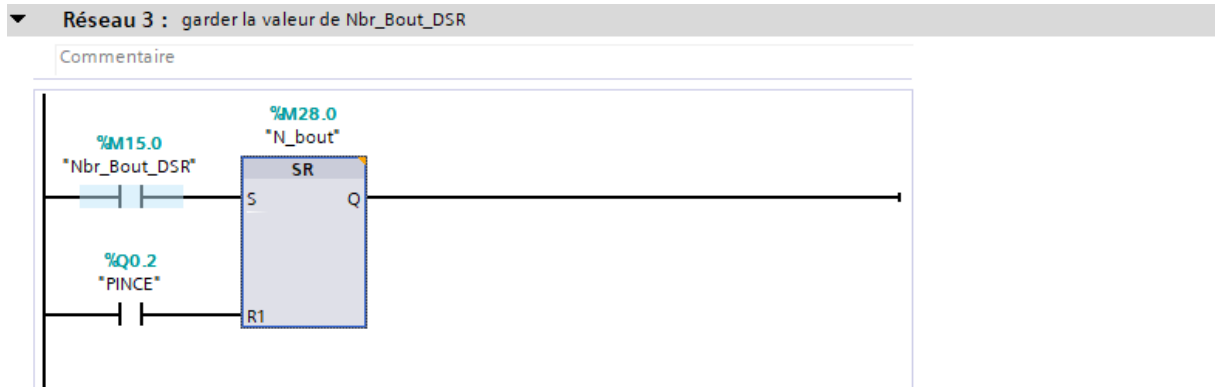 Réseau 3 : garder la valeur de Nbr_Bout_DSR
Commentaire
%M28.0
"N_bout"
%M15.0
"Nbr_Bout_DSR"
SR
S Q
%Q0.2
"PINCE"
R1